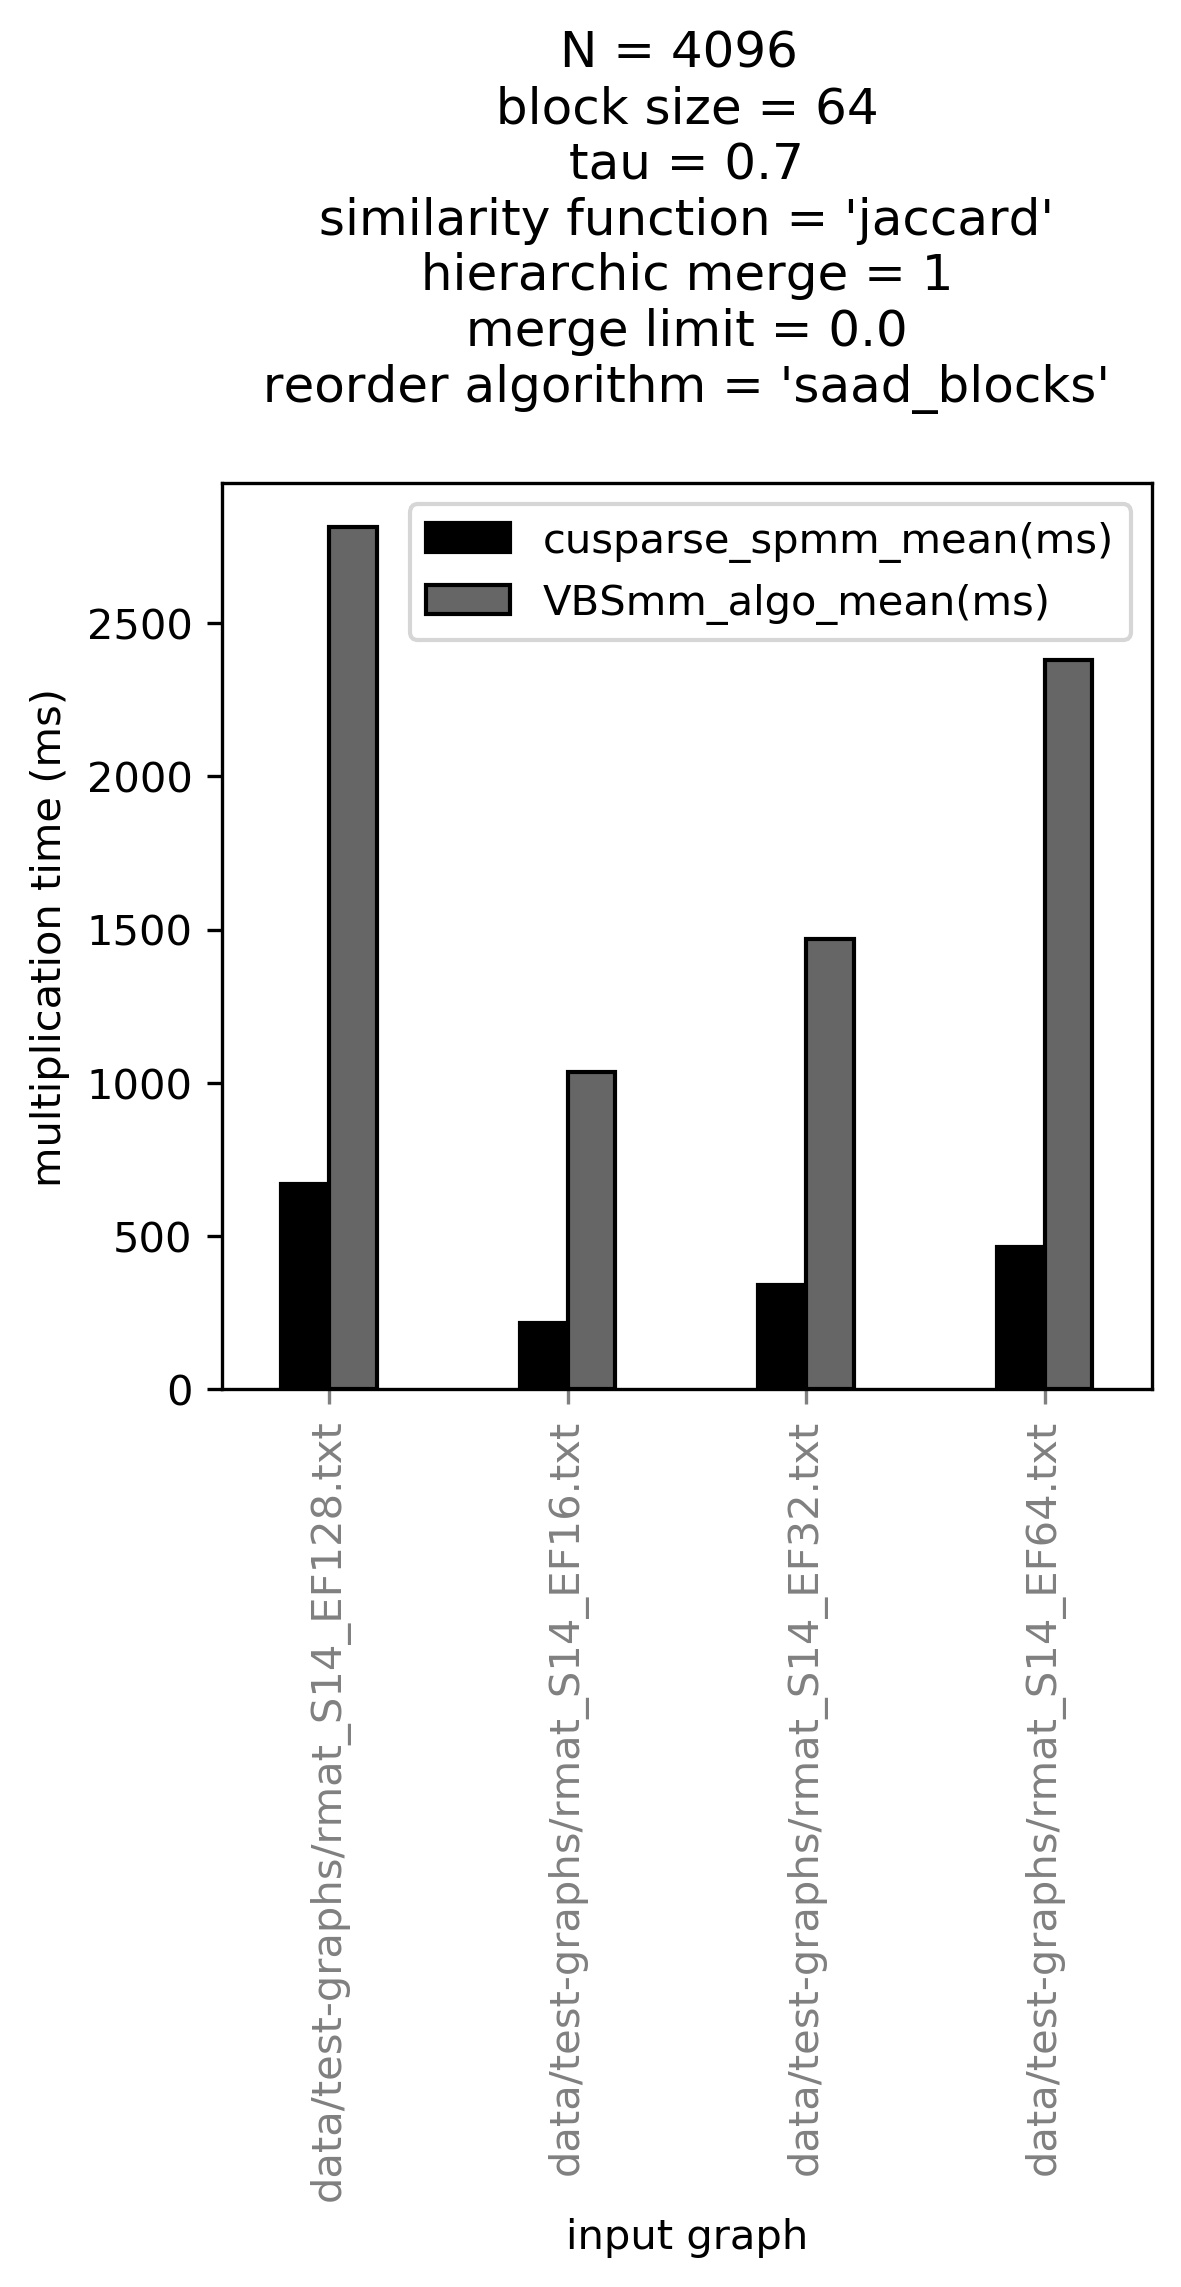 N = 4096
block size = 64
tau = 0.7
similarity function = 'jaccard'
hierarchic merge = 1
merge limit = 0.0
reorder algorithm = 'saad_blocks'
cusparse_spmm_mean(ms)
VBSmm_algo_mean(ms)
multiplication time (ms)
2500
2000
1500
1000
500
0
data/test-graphs/rmat_S14_EF128.txt
data/test-graphs/rmat_S14_EF16.txt
data/test-graphs/rmat_S14_EF32.txt
data/test-graphs/rmat_S14_EF64.txt
input graph